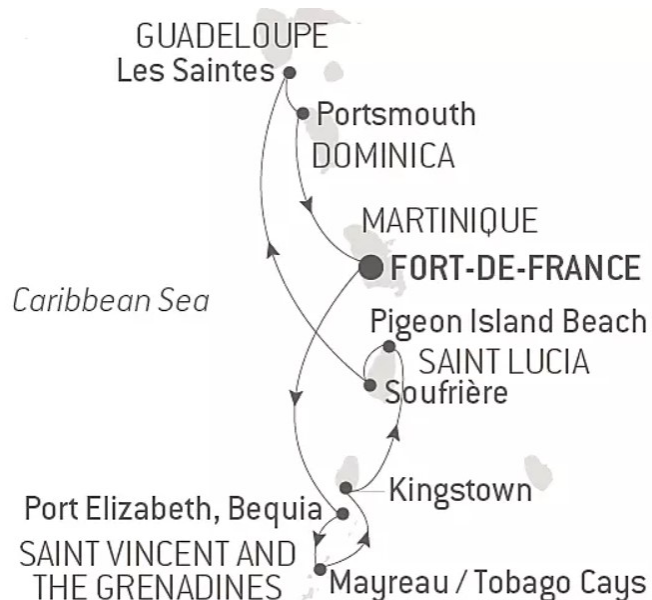 GUADELOUPE
Les Saintes
Portsmouth
DOMINICA
MARTINIQUE
FORT-DE-FRANCE
Caribbean Sea
Pigeon Island Beach
SAINT LUCIA
Soufrière
Kingstown
Port Elizabeth, Bequia
SAINT VINCENT AND
THE GRENADINES
Mayreau / Tobago Cays